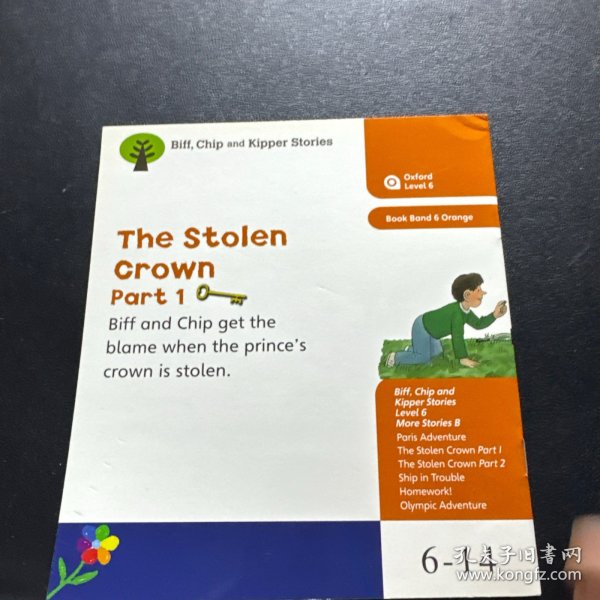 Biff, Chip and Kipper Stories
Oxford
Level 6
Book Band 6 Orange
The Stolen
Crown
Part 1
Biff and Chip get the
blame when the prince's
crown is stolen.
Biff, Chip and
Kipper Stories
Level 6
More Stories B
Paris Adventure
The Stolen Crown Part 1
The Stolen Crown Part 2
Ship in Trouble
Homework!
Olympic Adventure
6-14
孔夫子旧书网
www.kongfz.com